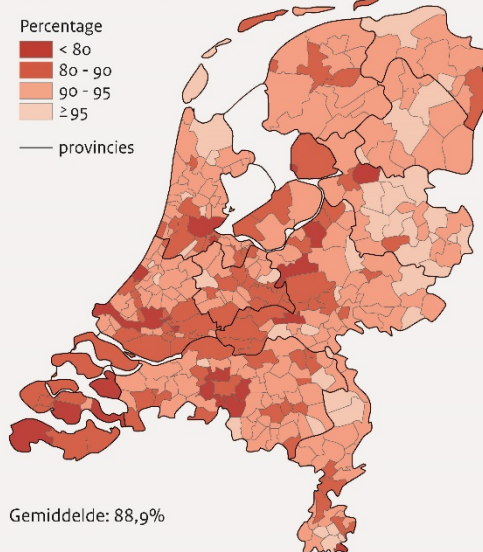 Percentage
< 80
80 - 90
90 - 95
≥ 95
provincies
Gemiddelde: 88,9%